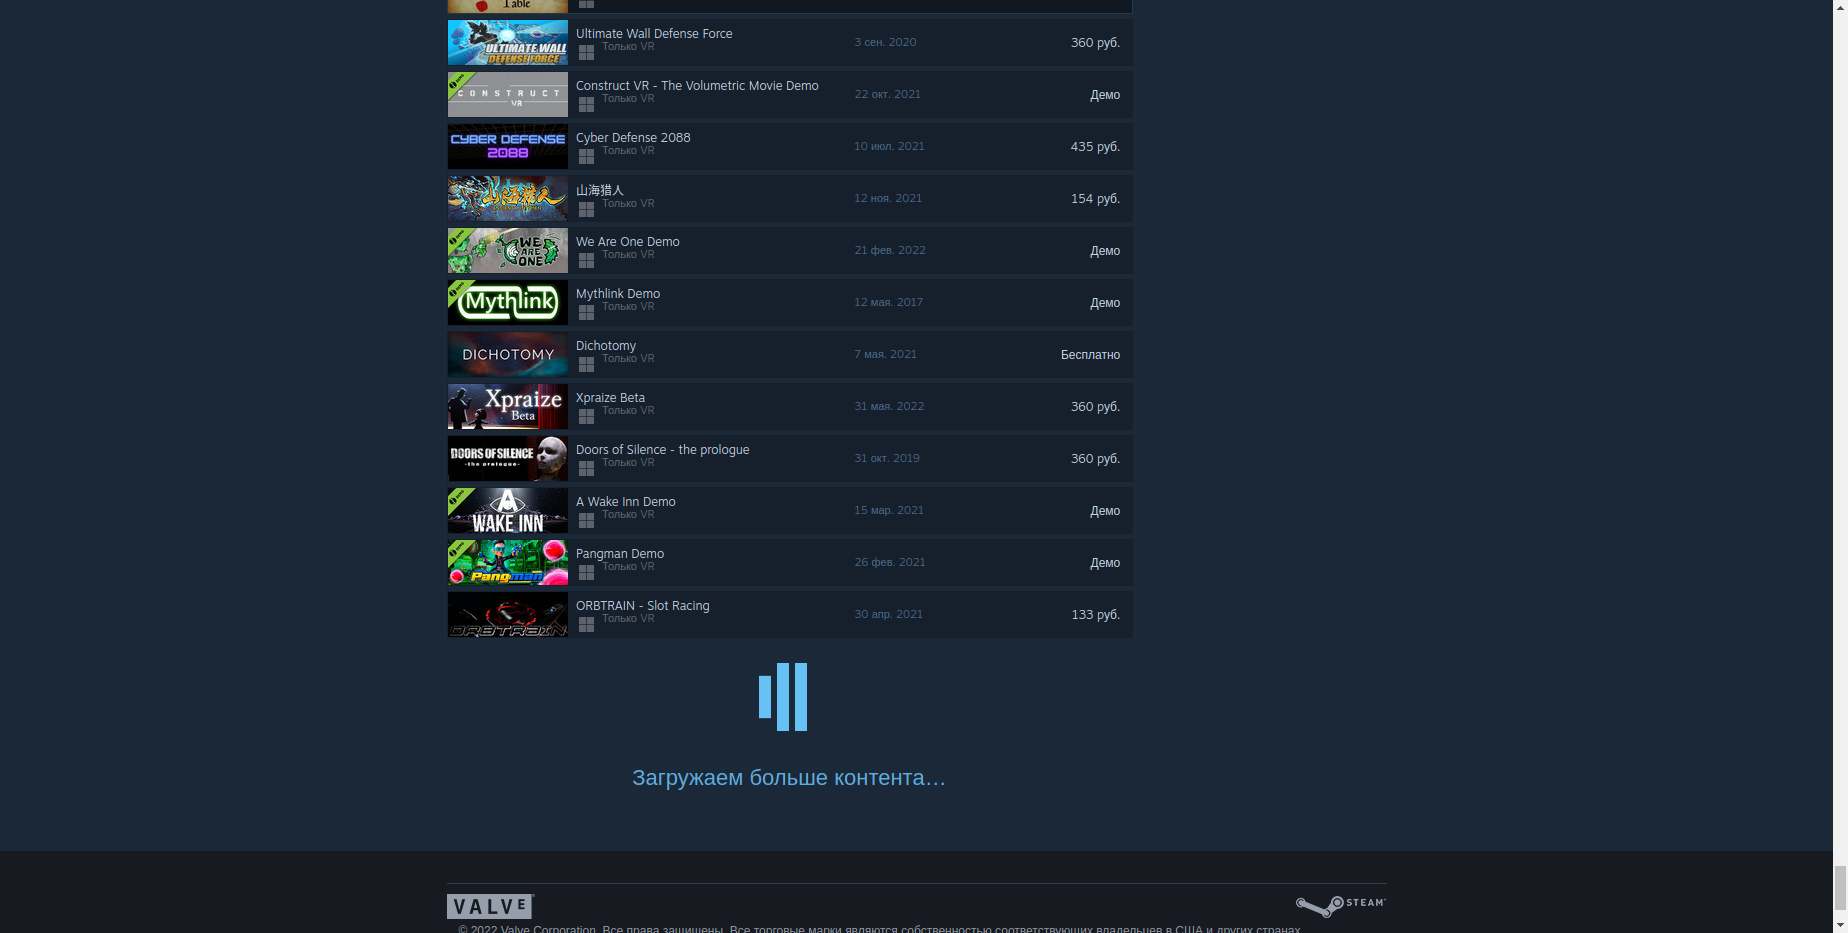 Table
ULTIMATE WALL
DEFENSE FORCE
Ultimate Wall Defense Force
Только VR
3 сен. 2020
360 руб.
CONSTRUCT
VR
Construct VR - The Volumetric Movie Demo
Только VR
22 окт. 2021
Демо
CYBER DEFENSE
2088
Cyber Defense 2088
Только VR
10 июл. 2021
435 руб.
山海猎人
山海猎人
Только VR
12 ноя. 2021
154 руб.
WE
ARE
ONE
We Are One Demo
Только VR
21 фев. 2022
Демо
Mythlink
Mythlink Demo
Только VR
12 мая. 2017
Демо
DICHOTOMY
Dichotomy
Только VR
7 мая. 2021
Бесплатно
Xpraize
Beta
Xpraize Beta
Только VR
31 мая. 2022
360 руб.
DOORS OF SILENCE
-the prologue-
Doors of Silence - the prologue
Только VR
31 окт. 2019
360 руб.
A
WAKE INN
A Wake Inn Demo
Только VR
15 мар. 2021
Демо
Pangman
Pangman Demo
Только VR
26 фев. 2021
Демо
ORBTRAIN
ORBTRAIN - Slot Racing
Только VR
30 апр. 2021
133 руб.
Загружаем больше контента…
VALVE
STEAM
© 2022 Valve Corporation. Все права защищены. Все торговые марки являются собственностью соответствующих владельцев в США и других странах.